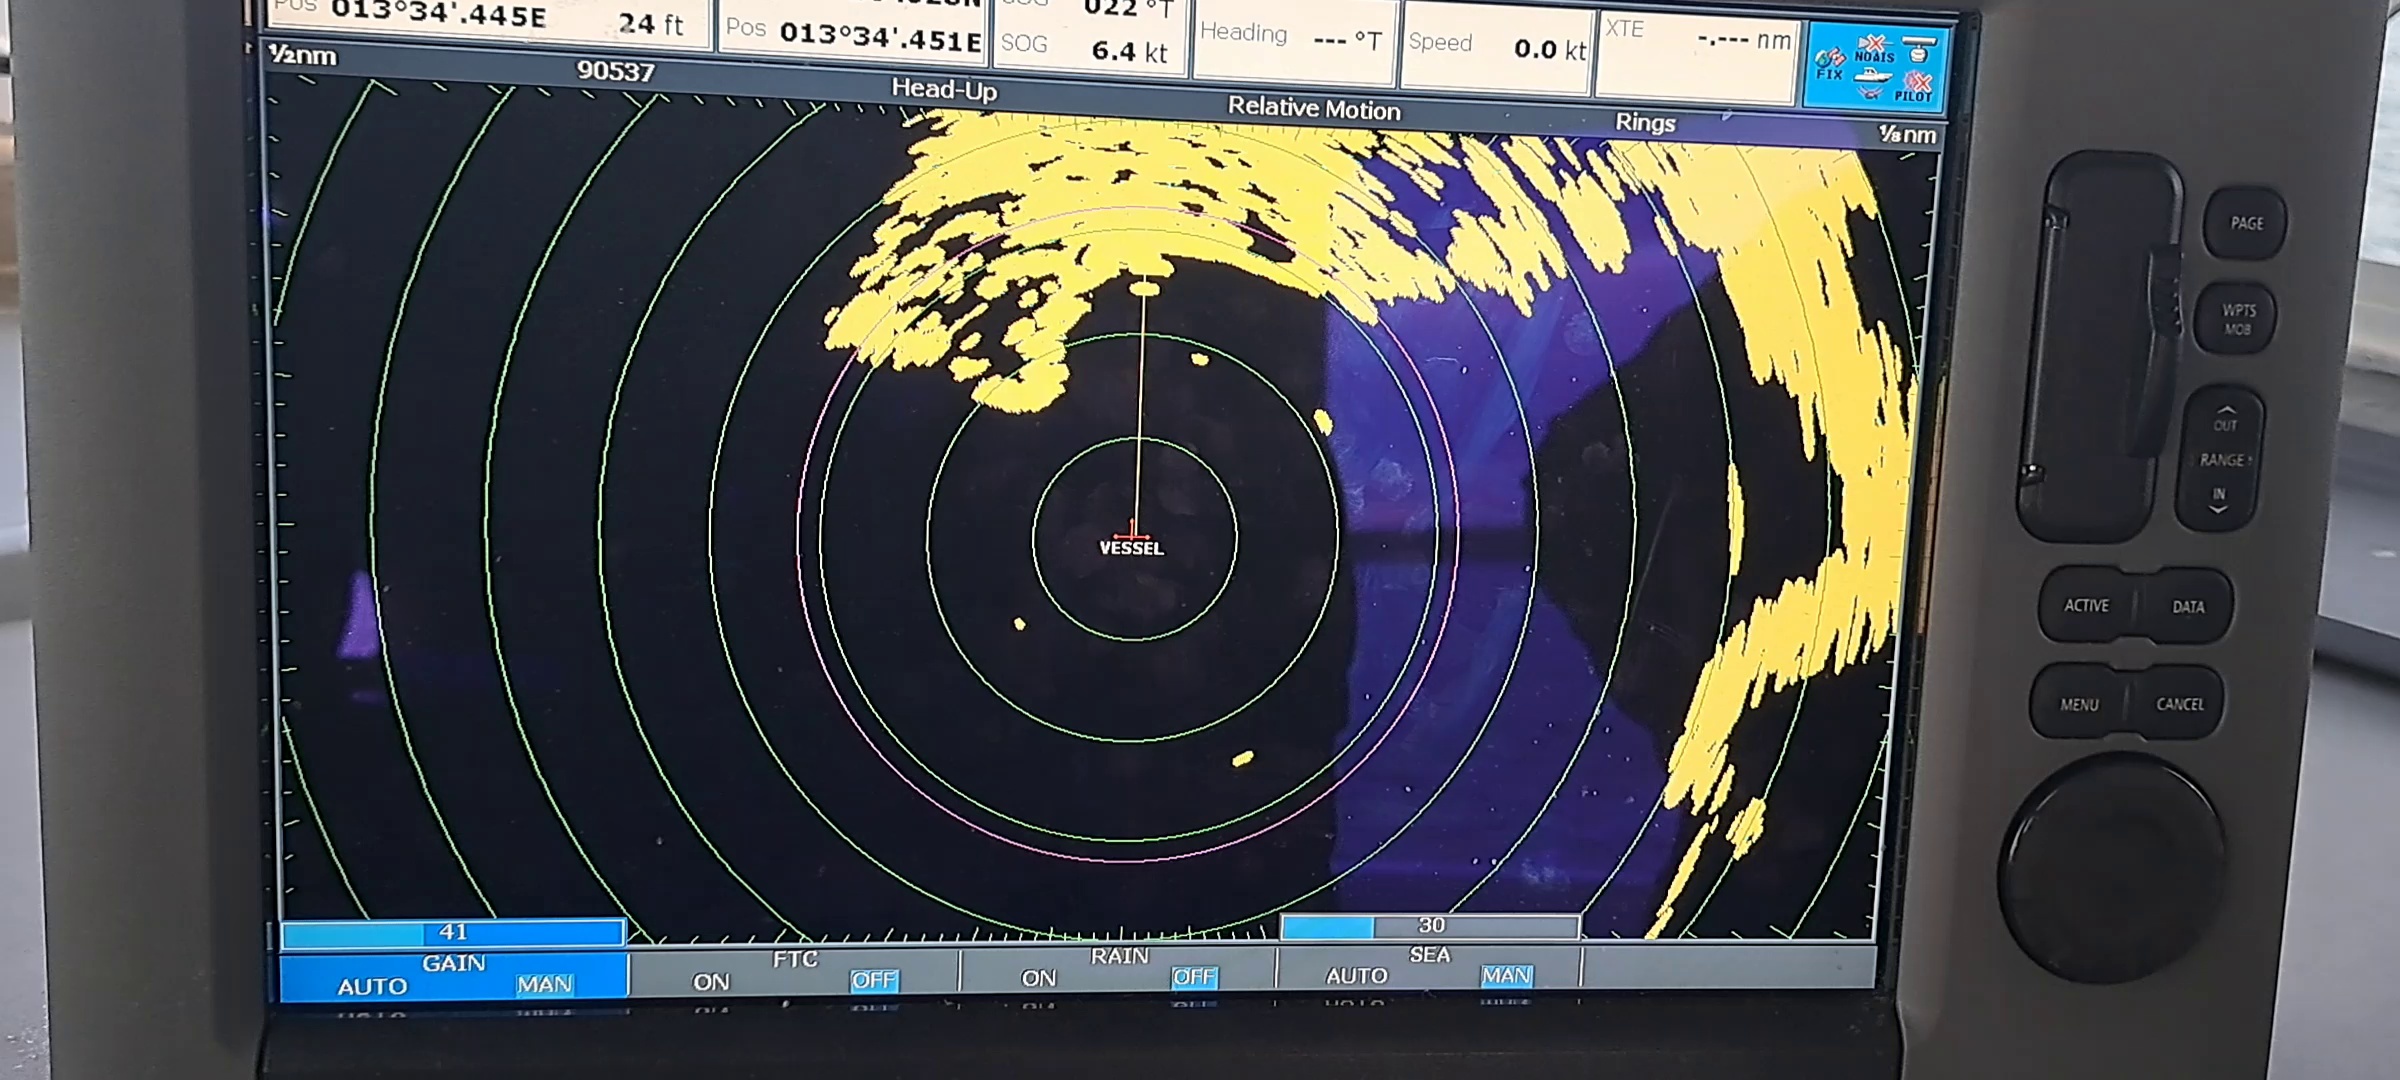 Pos 013°34'.445E 24 ft
Pos 013°34'.451E
022 °T
SOG 6.4 kt
Heading --- °T
Speed 0.0 kt
XTE -.--- nm
FIX NOAIS PILOT
½nm 90537 Head-Up Relative Motion Rings ⅛nm
VESSEL
41
30
GAIN
AUTO MAN
FTC
ON OFF
RAIN
ON OFF
SEA
AUTO MAN
PAGE
WPTS
MOB
OUT
RANGE
IN
ACTIVE DATA
MENU CANCEL